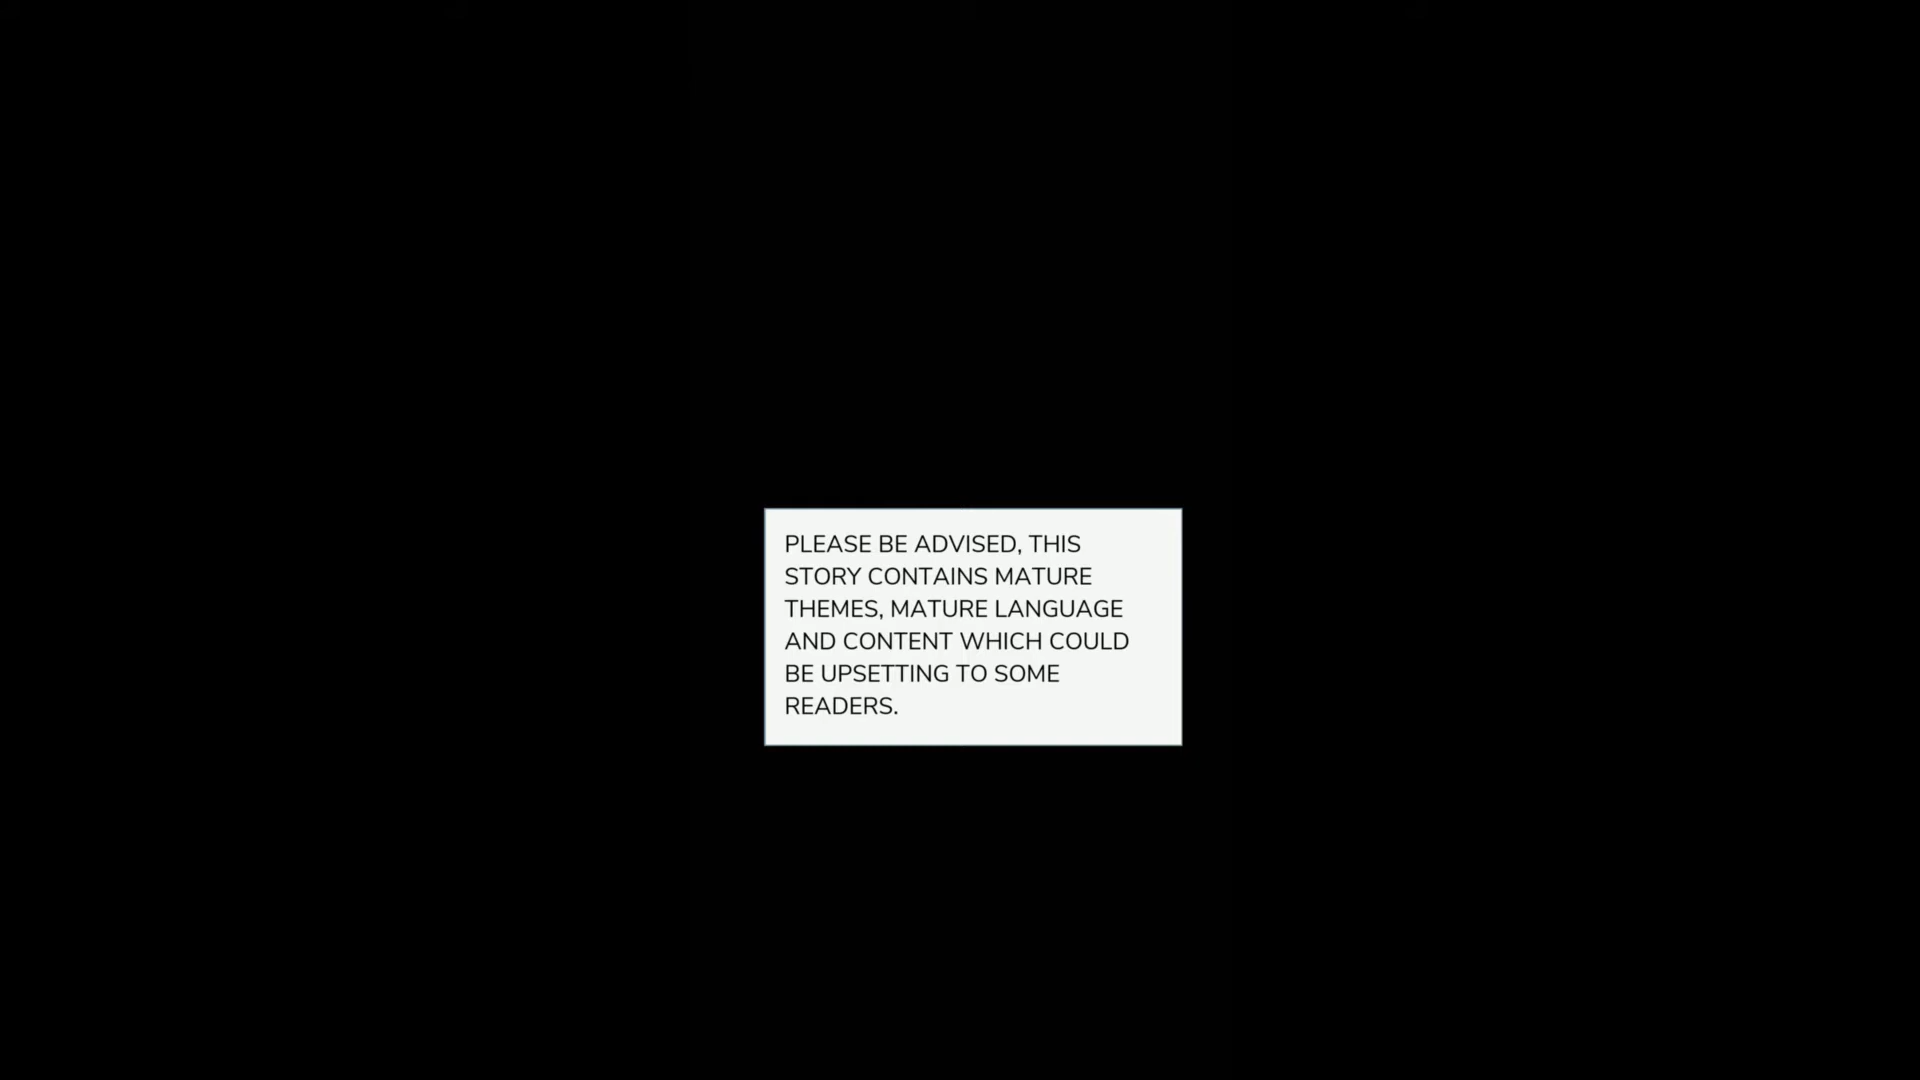 PLEASE BE ADVISED, THIS
STORY CONTAINS MATURE
THEMES, MATURE LANGUAGE
AND CONTENT WHICH COULD
BE UPSETTING TO SOME
READERS.